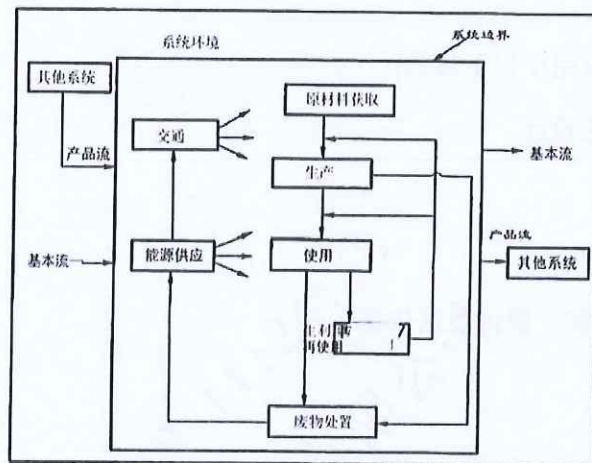 系统环境
系统边界
其他系统
原材料获取
交通
产品流
基本流
生产
产品流
基本流
能源供应
使用
其他系统
再使用
废物处置